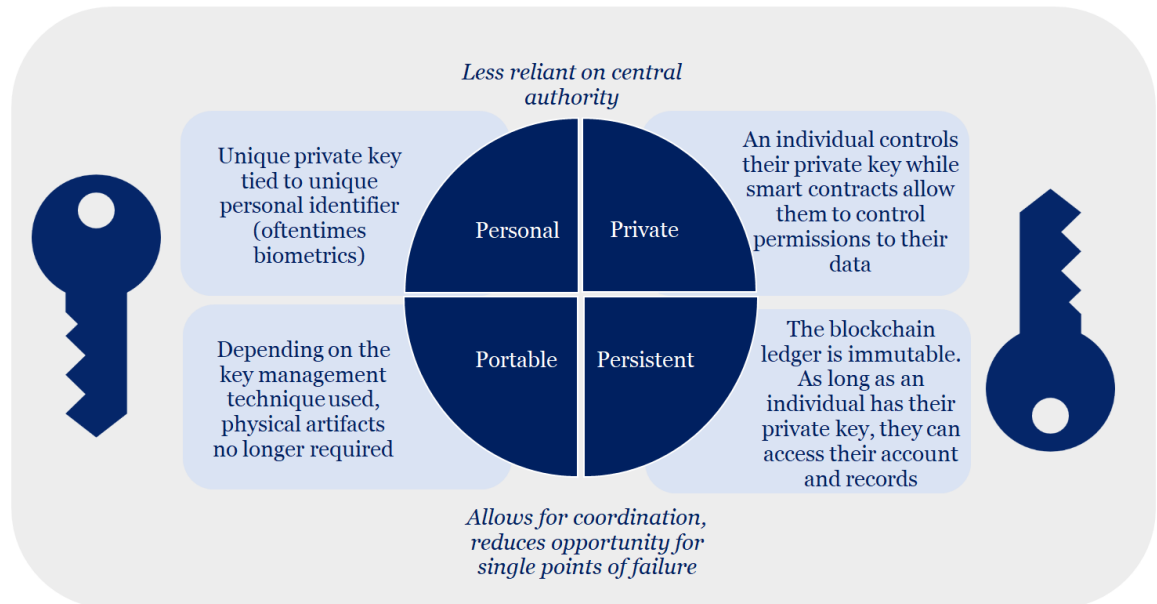 Less reliant on central
authority
Unique private key
tied to unique
personal identifier
(oftentimes
biometrics)
Personal
Private
An individual controls
their private key while
smart contracts allow
them to control
permissions to their
data
Depending on the
key management
technique used,
physical artifacts
no longer required
Portable
Persistent
The blockchain
ledger is immutable.
As long as an
individual has their
private key, they can
access their account
and records
Allows for coordination,
reduces opportunity for
single points of failure